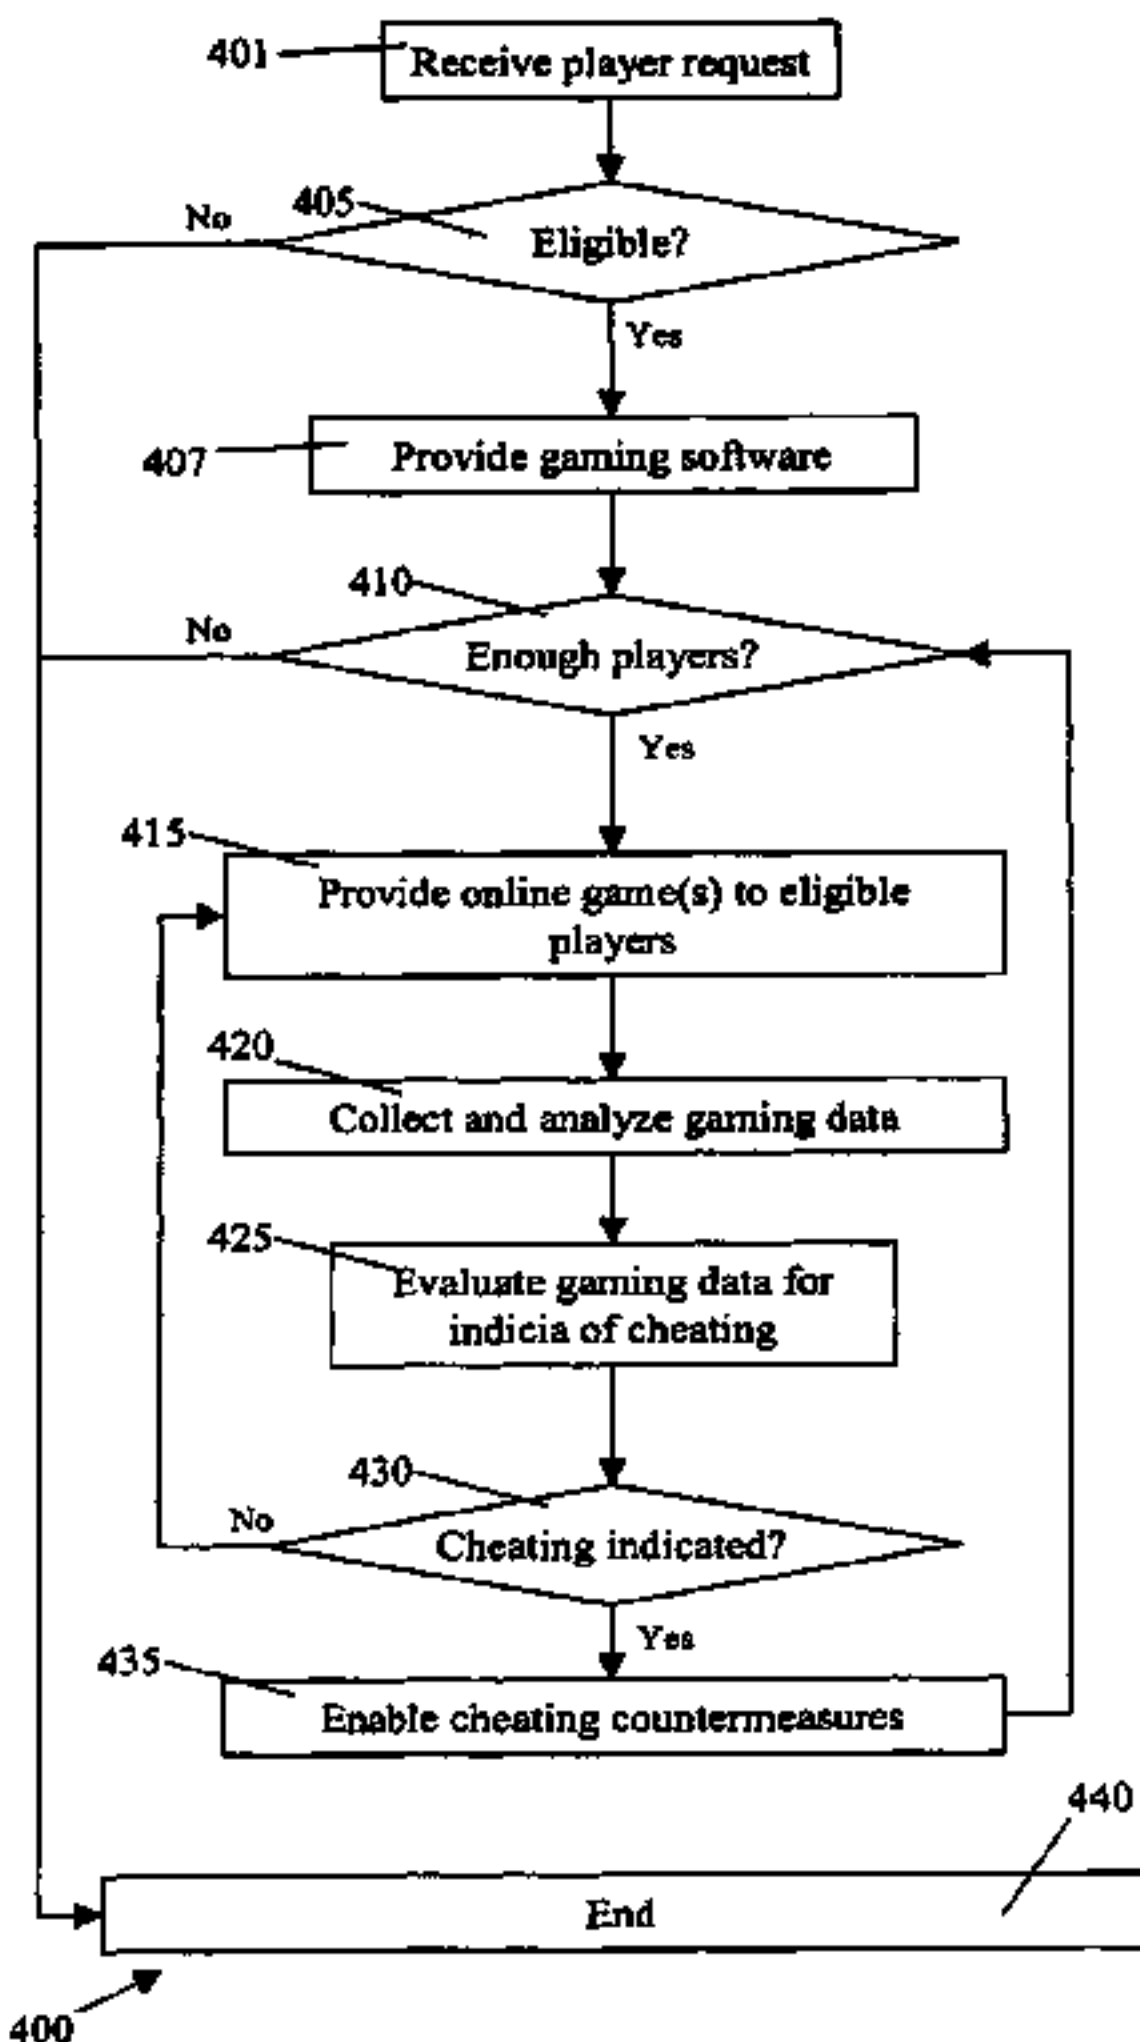 401
Receive player request
No
405
Eligible?
Yes
407
Provide gaming software
410
No
Enough players?
Yes
415
Provide online game(s) to eligible
players
420
Collect and analyze gaming data
425
Evaluate gaming data for
indicia of cheating
430
No
Cheating indicated?
Yes
435
Enable cheating countermeasures
440
End
400